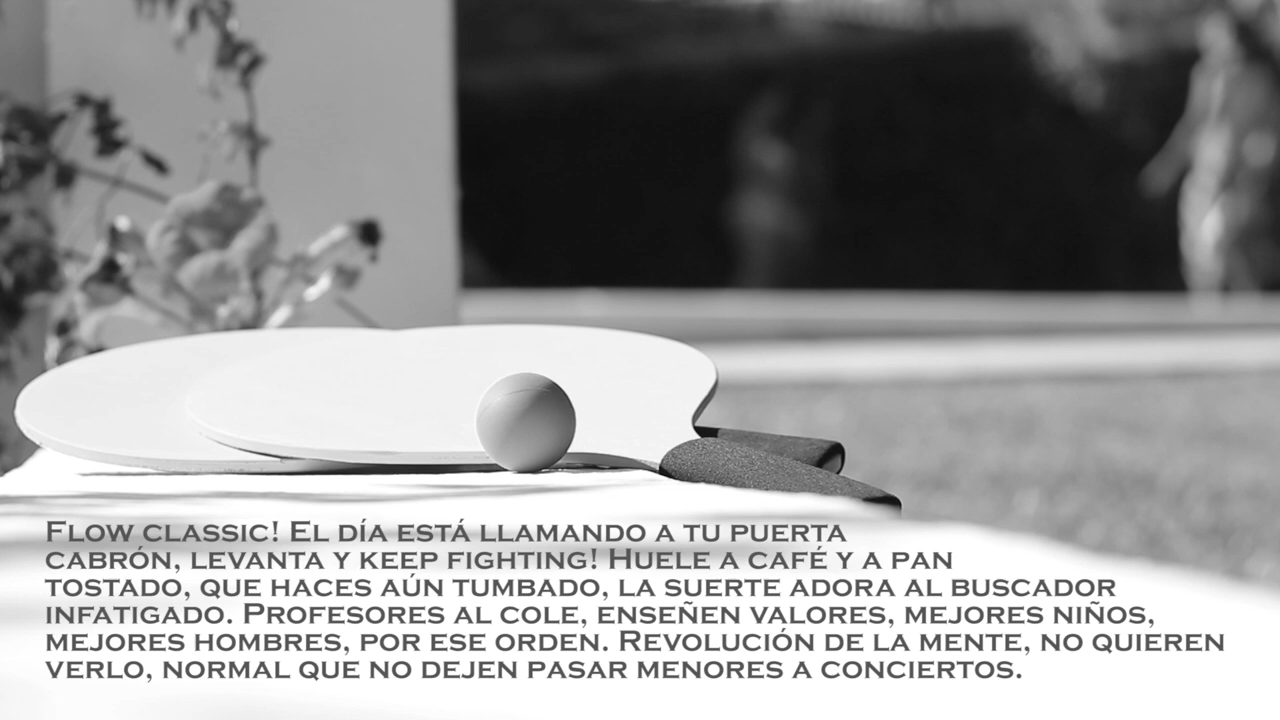 Flow classic! El día está llamando a tu puerta
cabrón, levanta y keep fighting! Huele a café y a pan
tostado, que haces aún tumbado, la suerte adora al buscador
infatigado. Profesores al cole, enseñen valores, mejores niños,
mejores hombres, por ese orden. Revolución de la mente, no quieren
verlo, normal que no dejen pasar menores a conciertos.